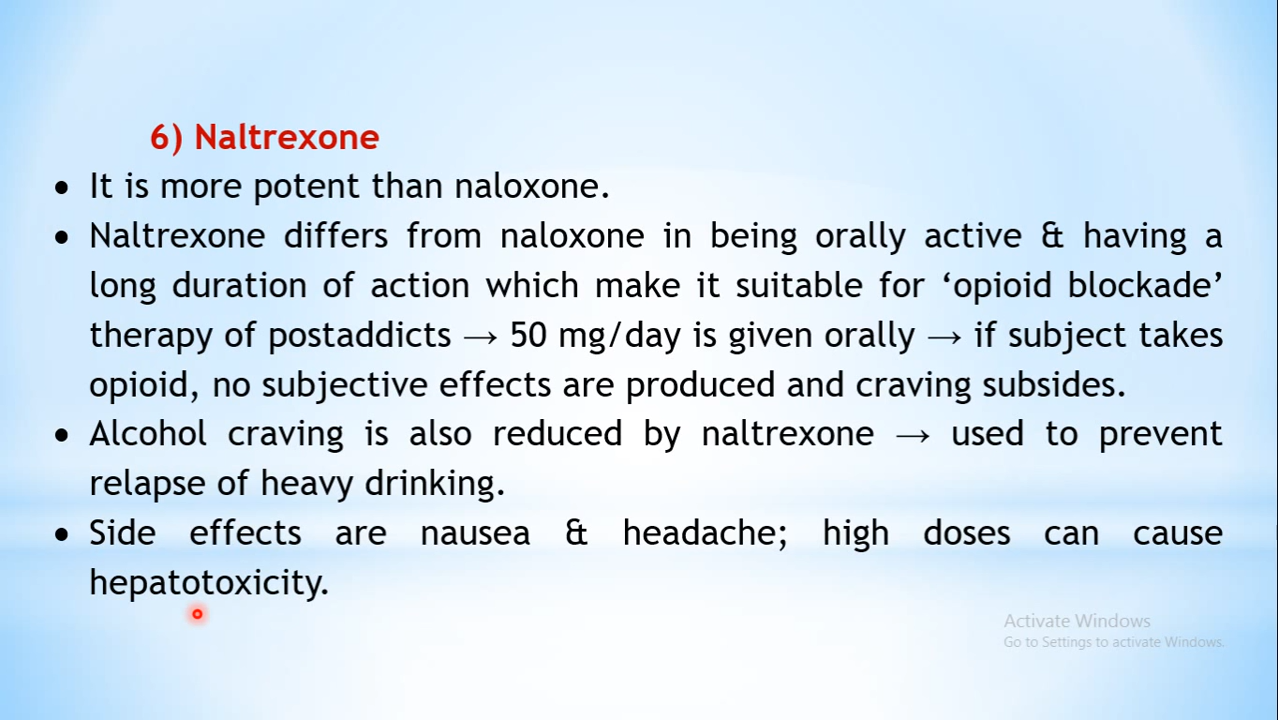 6) Naltrexone
• It is more potent than naloxone.
• Naltrexone differs from naloxone in being orally active & having a
long duration of action which make it suitable for ‘opioid blockade’
therapy of postaddicts → 50 mg/day is given orally → if subject takes
opioid, no subjective effects are produced and craving subsides.
• Alcohol craving is also reduced by naltrexone → used to prevent
relapse of heavy drinking.
• Side effects are nausea & headache; high doses can cause
hepatotoxicity.
Activate Windows
Go to Settings to activate Windows.